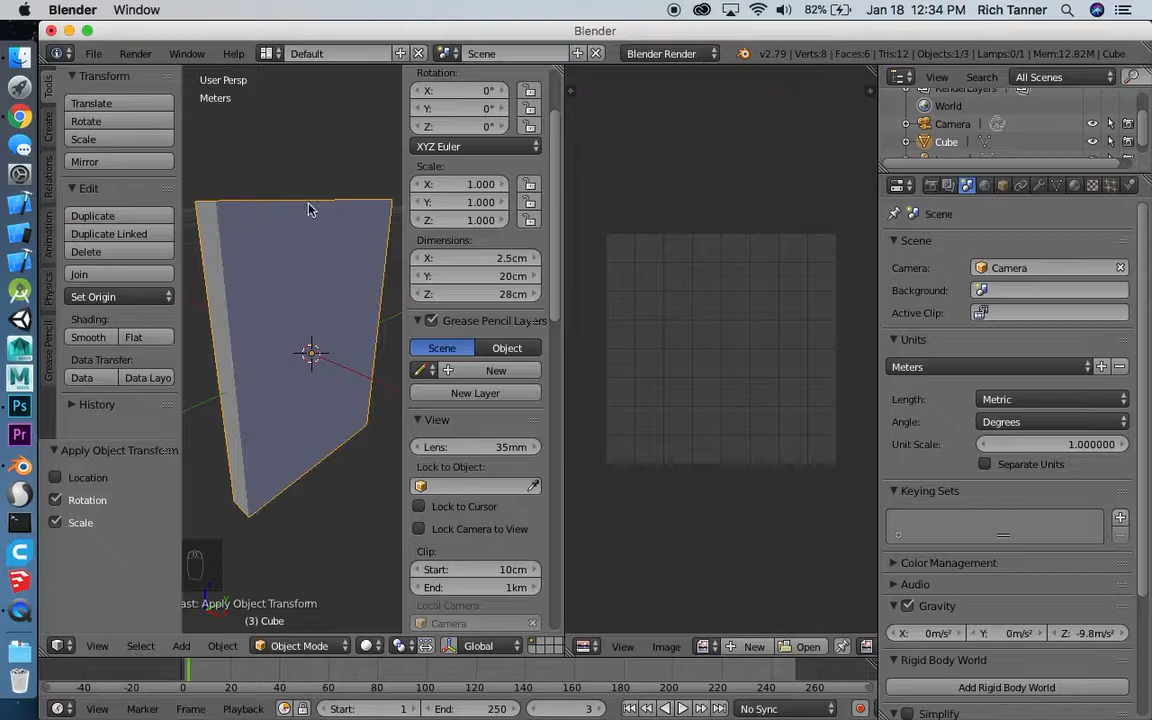 Blender Window 82% Jan 18 12:34 PM Rich Tanner
Blender
File Render Window Help Default Scene Blender Render v2.79 | Verts:8 | Faces:6 | Tris:12 | Objects:1/3 | Lamps:0/1 | Mem:12.82M | Cube
Tools
Create
Relations
Animation
Physics
Grease Pencil
Transform
Translate
Rotate
Scale
Mirror
Edit
Duplicate
Duplicate Linked
Delete
Join
Set Origin
Shading:
Smooth Flat
Data Transfer:
Data Data Layo
History
Apply Object Transform
Location
Rotation
Scale
User Persp
Meters
ast: Apply Object Transform
(3) Cube
Rotation:
X: 0°
Y: 0°
Z: 0°
XYZ Euler
Scale:
X: 1.000
Y: 1.000
Z: 1.000
Dimensions:
X: 2.5cm
Y: 20cm
Z: 28cm
Grease Pencil Layers
Scene Object
New
New Layer
View
Lens: 35mm
Lock to Object:
Lock to Cursor
Lock Camera to View
Clip:
Start: 10cm
End: 1km
Local Camera:
Camera
View Select Add Object Object Mode Global
View Image New Open
View Search All Scenes
RenderLayers
World
Camera
Cube
Scene
Scene
Camera: Camera
Background:
Active Clip:
Units
Meters
Length: Metric
Angle: Degrees
Unit Scale: 1.000000
Separate Units
Keying Sets
Color Management
Audio
Gravity
X: 0m/s² Y: 0m/s² Z: -9.8m/s²
Rigid Body World
Add Rigid Body World
Simplify
-40 -20 0 20 40 60 80 100 120 140 160 180 200 220 240 260
View Marker Frame Playback Start: 1 End: 250 3 No Sync